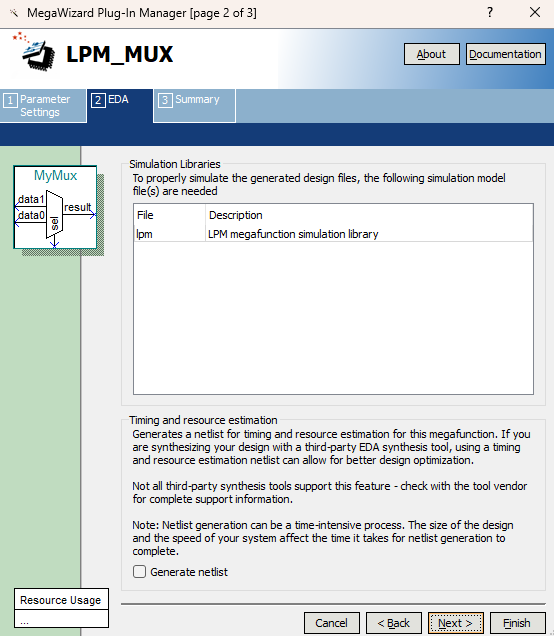 MegaWizard Plug-In Manager [page 2 of 3]
?
LPM_MUX
About
Documentation
1 Parameter Settings
2 EDA
3 Summary
MyMux
data1
data0
result
sel
Simulation Libraries
To properly simulate the generated design files, the following simulation model
file(s) are needed
File Description
lpm LPM megafunction simulation library
Timing and resource estimation
Generates a netlist for timing and resource estimation for this megafunction. If you
are synthesizing your design with a third-party EDA synthesis tool, using a timing
and resource estimation netlist can allow for better design optimization.
Not all third-party synthesis tools support this feature - check with the tool vendor
for complete support information.
Note: Netlist generation can be a time-intensive process. The size of the design
and the speed of your system affect the time it takes for netlist generation to
complete.
Generate netlist
Resource Usage
...
Cancel
< Back
Next >
Finish